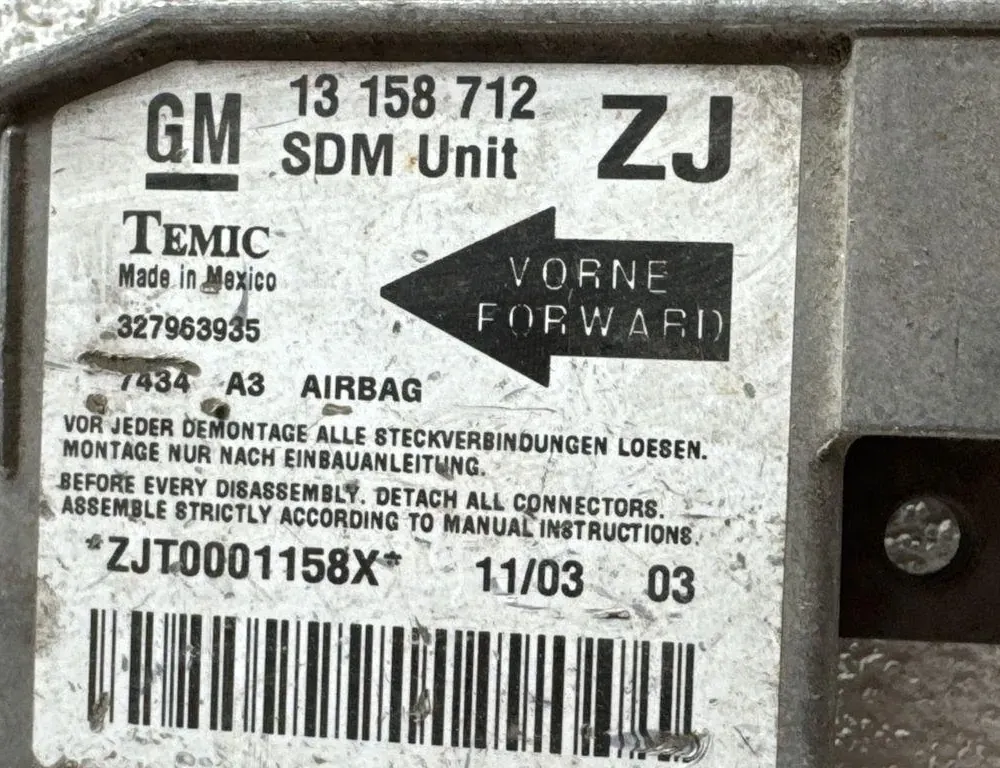 GM
13 158 712
SDM Unit
ZJ
TEMIC
Made in Mexico
VORNE
FORWARD
327963935
7434 A3 AIRBAG
VOR JEDER DEMONTAGE ALLE STECKVERBINDUNGEN LOESEN.
MONTAGE NUR NACH EINBAUANLEITUNG.
BEFORE EVERY DISASSEMBLY. DETACH ALL CONNECTORS.
ASSEMBLE STRICTLY ACCORDING TO MANUAL INSTRUCTIONS.
*ZJT0001158X* 11/03 03